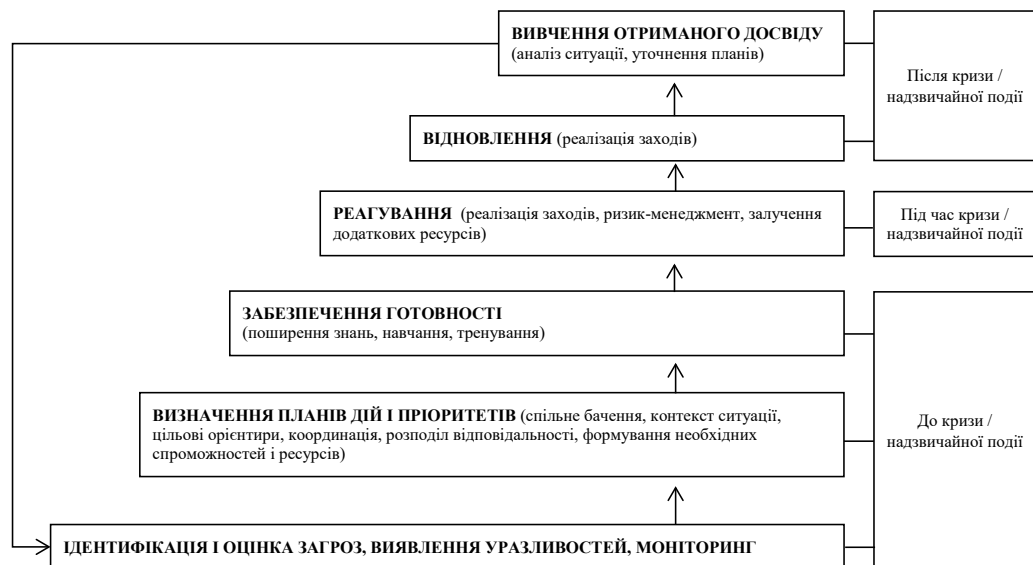 ВИВЧЕННЯ ОТРИМАНОГО ДОСВІДУ
(аналіз ситуації, уточнення планів)
Після кризи /
надзвичайної події
ВІДНОВЛЕННЯ (реалізація заходів)
РЕАГУВАННЯ (реалізація заходів, ризик-менеджмент, залучення
додаткових ресурсів)
Під час кризи /
надзвичайної події
ЗАБЕЗПЕЧЕННЯ ГОТОВНОСТІ
(поширення знань, навчання, тренування)
ВИЗНАЧЕННЯ ПЛАНІВ ДІЙ І ПРІОРИТЕТІВ (спільне бачення, контекст ситуації,
цільові орієнтири, координація, розподіл відповідальності, формування необхідних
спроможностей і ресурсів)
До кризи /
надзвичайної події
ІДЕНТИФІКАЦІЯ І ОЦІНКА ЗАГРОЗ, ВИЯВЛЕННЯ УРАЗЛИВОСТЕЙ, МОНІТОРИНГ